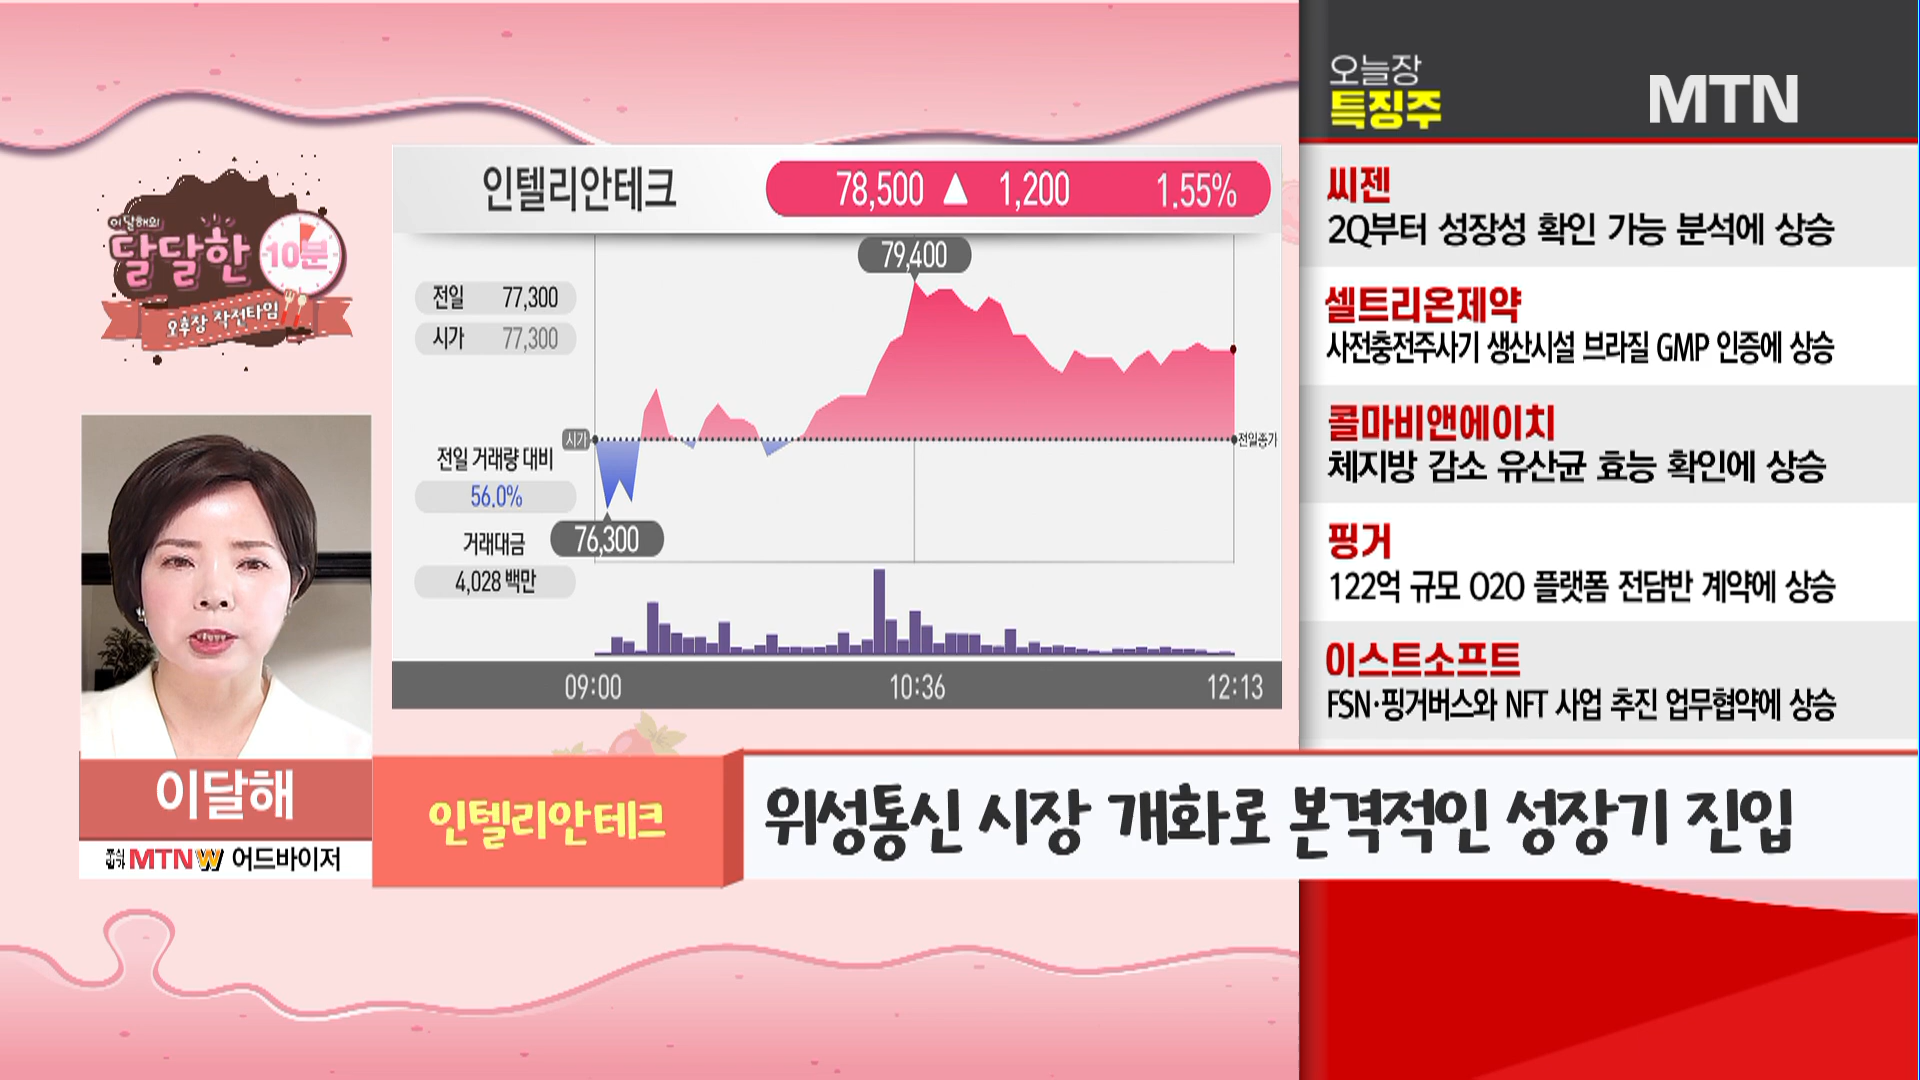 이달해의
달달한 10분
오후장 작전타임
인텔리안테크 78,500 ▲ 1,200 1.55%
79,400
전일 77,300
시가 77,300
시가
전일종가
전일 거래량 대비
56.0%
76,300
거래대금
4,028 백만
09:00 10:36 12:13
이달해
MTNW 어드바이저
인텔리안테크
위성통신 시장 개화로 본격적인 성장기 진입
오늘장
특징주
MTN
씨젠
2Q부터 성장성 확인 가능 분석에 상승
셀트리온제약
사전충전주사기 생산시설 브라질 GMP 인증에 상승
콜마비앤에이치
체지방 감소 유산균 효능 확인에 상승
핑거
122억 규모 O2O 플랫폼 전담반 계약에 상승
이스트소프트
FSN·핑거버스와 NFT 사업 추진 업무협약에 상승